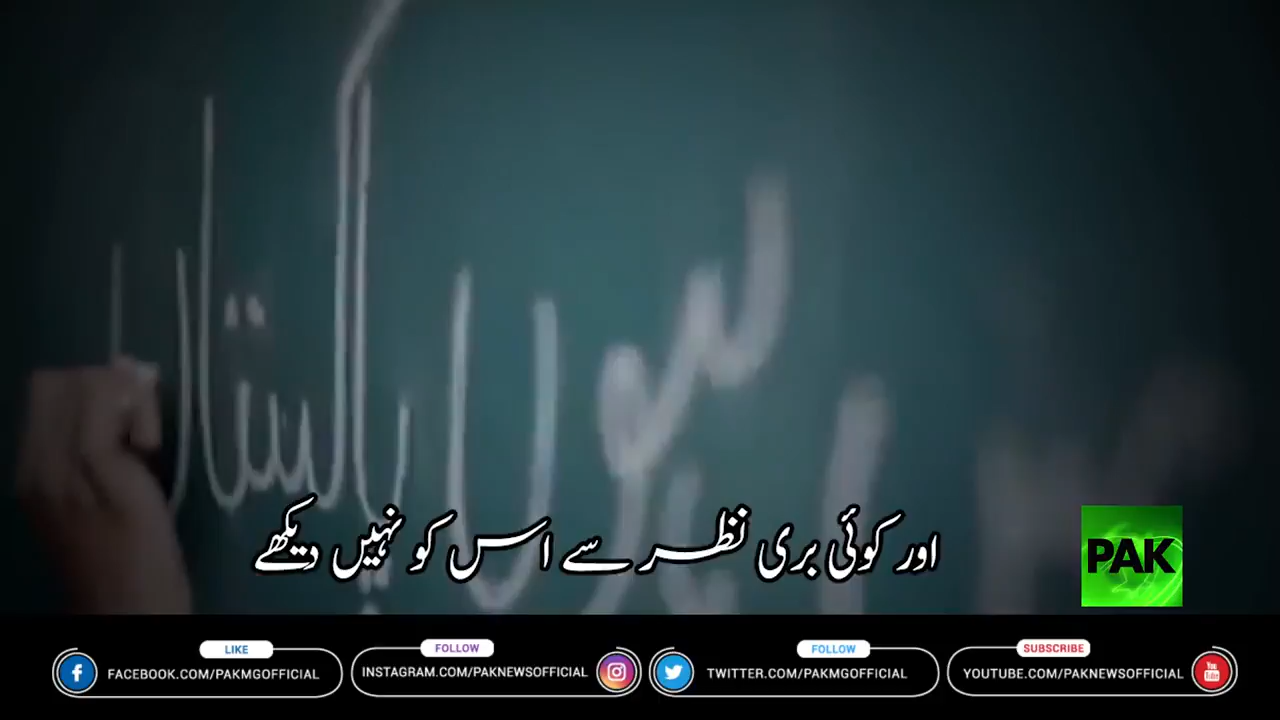 پاکستان
اور کوئی بری نظر سے اس کو نہیں دیکھے
PAK
LIKE
FACEBOOK.COM/PAKMGOFFICIAL
FOLLOW
INSTAGRAM.COM/PAKNEWSOFFICIAL
FOLLOW
TWITTER.COM/PAKMGOFFICIAL
SUBSCRIBE
YOUTUBE.COM/PAKNEWSOFFICIAL